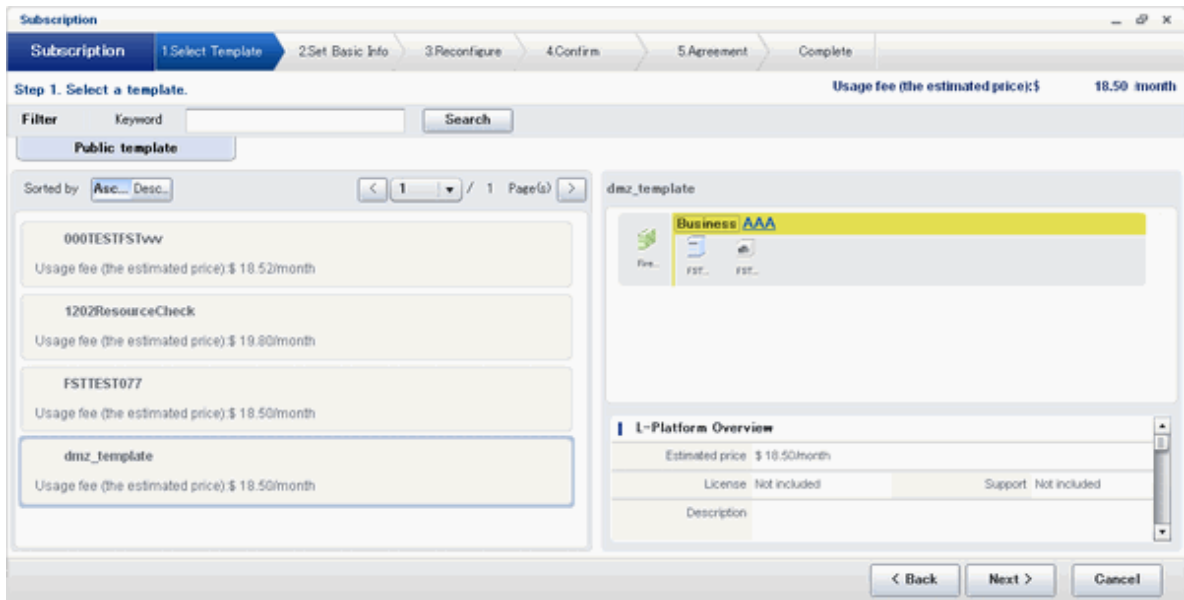 Subscription
Subscription 1.Select Template 2.Set Basic Info 3.Reconfigure 4.Confirm 5.Agreement Complete
Step 1. Select a template. Usage fee (the estimated price):$ 18.50 /month
Filter Keyword Search
Public template
Sorted by Asc... Desc... < 1 / 1 Page(s) >
000TESTFSTvvv
Usage fee (the estimated price):$ 18.52/month
1202ResourceCheck
Usage fee (the estimated price):$ 19.80/month
FSTTEST077
Usage fee (the estimated price):$ 18.50/month
dmz_template
Usage fee (the estimated price):$ 18.50/month
dmz_template
Business AAA
Fire... FST... FST...
L-Platform Overview
Estimated price $ 18.50/month
License Not included Support Not included
Description
< Back Next > Cancel